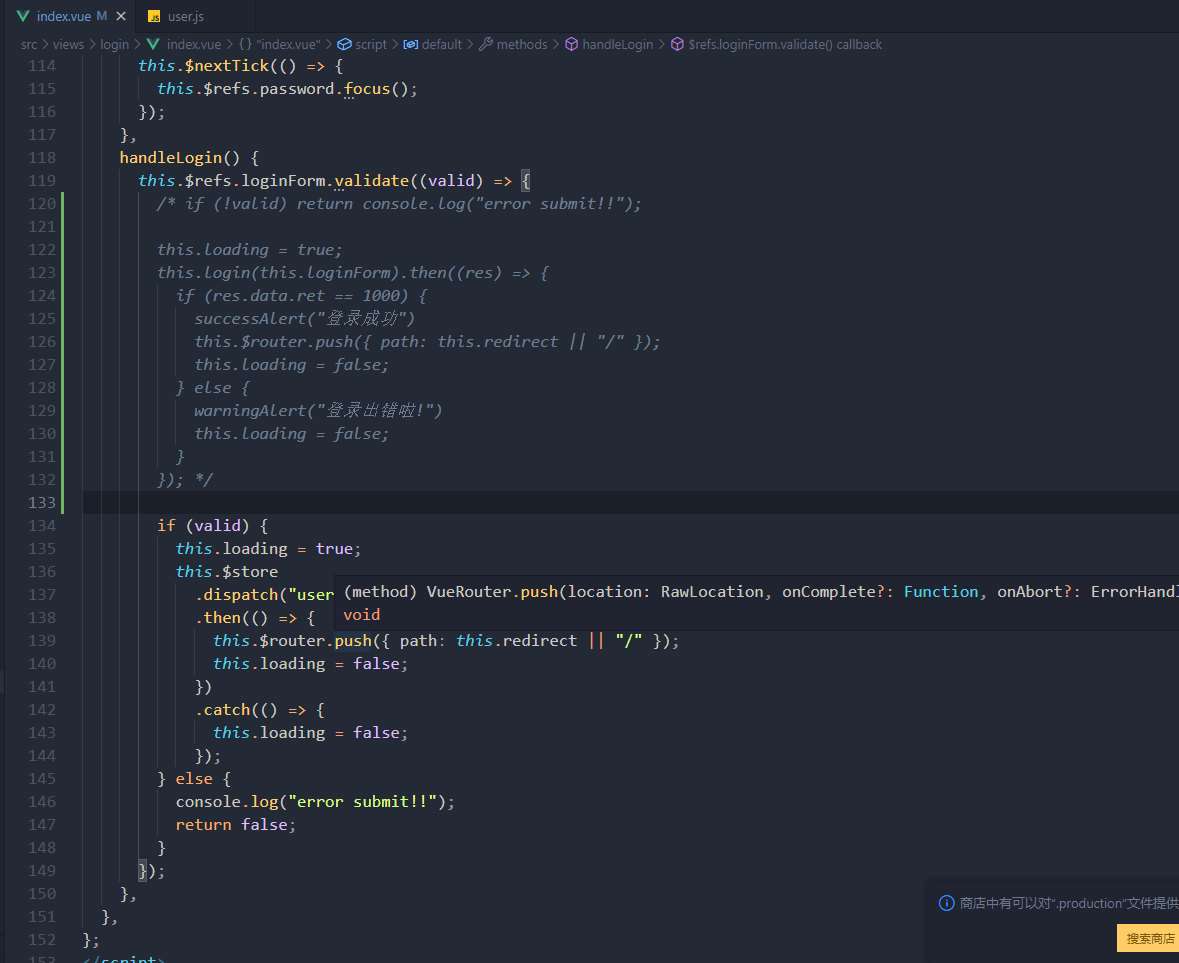 index.vue M × JS user.js
src > views > login > index.vue > {} "index.vue" > script > default > methods > handleLogin > $refs.loginForm.validate() callback
114 this.$nextTick(() => {
115 this.$refs.password.focus();
116 });
117 },
118 handleLogin() {
119 this.$refs.loginForm.validate((valid) => {
120 /* if (!valid) return console.log("error submit!!");
121
122 this.loading = true;
123 this.login(this.loginForm).then((res) => {
124 if (res.data.ret == 1000) {
125 successAlert("登录成功")
126 this.$router.push({ path: this.redirect || "/" });
127 this.loading = false;
128 } else {
129 warningAlert("登录出错啦!")
130 this.loading = false;
131 }
132 }); */
133
134 if (valid) {
135 this.loading = true;
136 this.$store
137 .dispatch("user
(method) VueRouter.push(location: RawLocation, onComplete?: Function, onAbort?: ErrorHandl
void
138 .then(() => {
139 this.$router.push({ path: this.redirect || "/" });
140 this.loading = false;
141 })
142 .catch(() => {
143 this.loading = false;
144 });
145 } else {
146 console.log("error submit!!");
147 return false;
148 }
149 });
150 },
151 },
152 };
153 </script>
商店中有可以对".production"文件提供
搜索商店